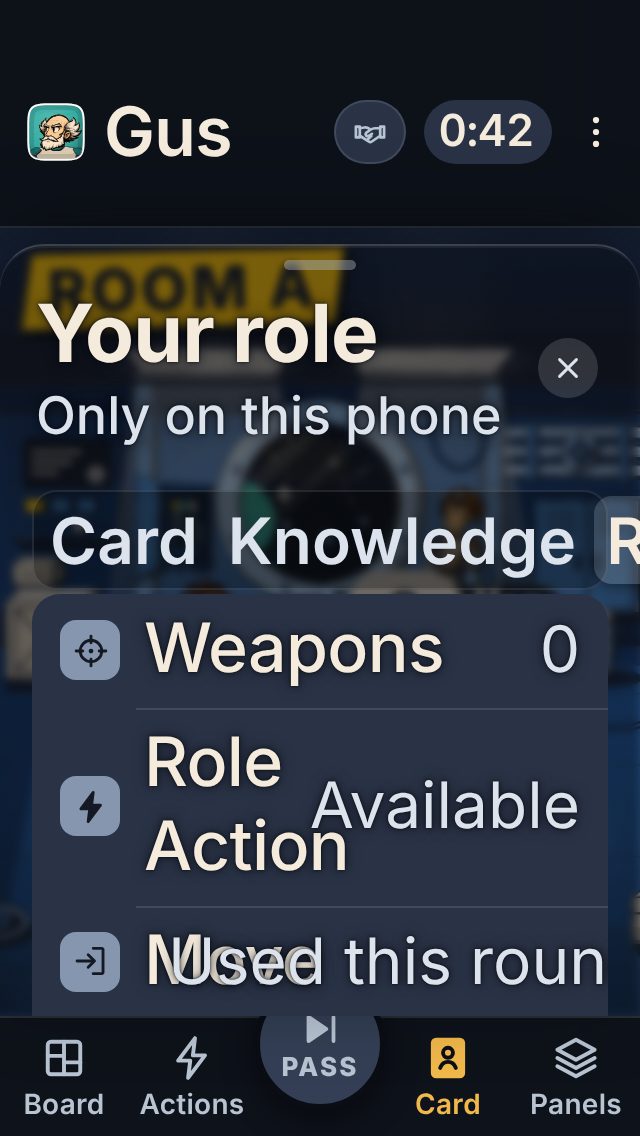 Gus
0:42
ROOM A
Your role
Only on this phone
Card Knowledge R
Weapons 0
Role
Action Available
Move Used this roun
PASS
Board Actions Card Panels